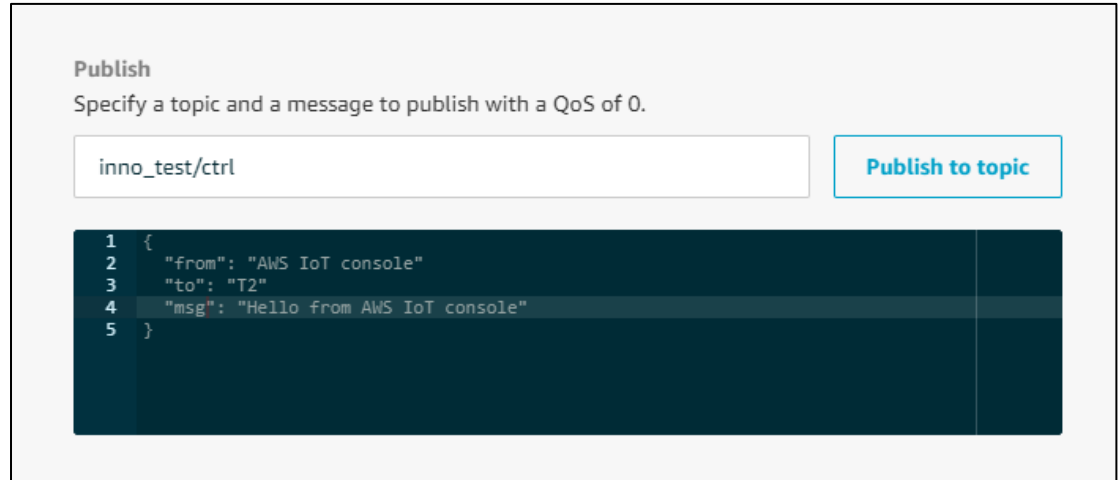 Publish
Specify a topic and a message to publish with a QoS of 0.
inno_test/ctrl
Publish to topic
1 {
2 "from": "AWS IoT console"
3 "to": "T2"
4 "msg": "Hello from AWS IoT console"
5 }